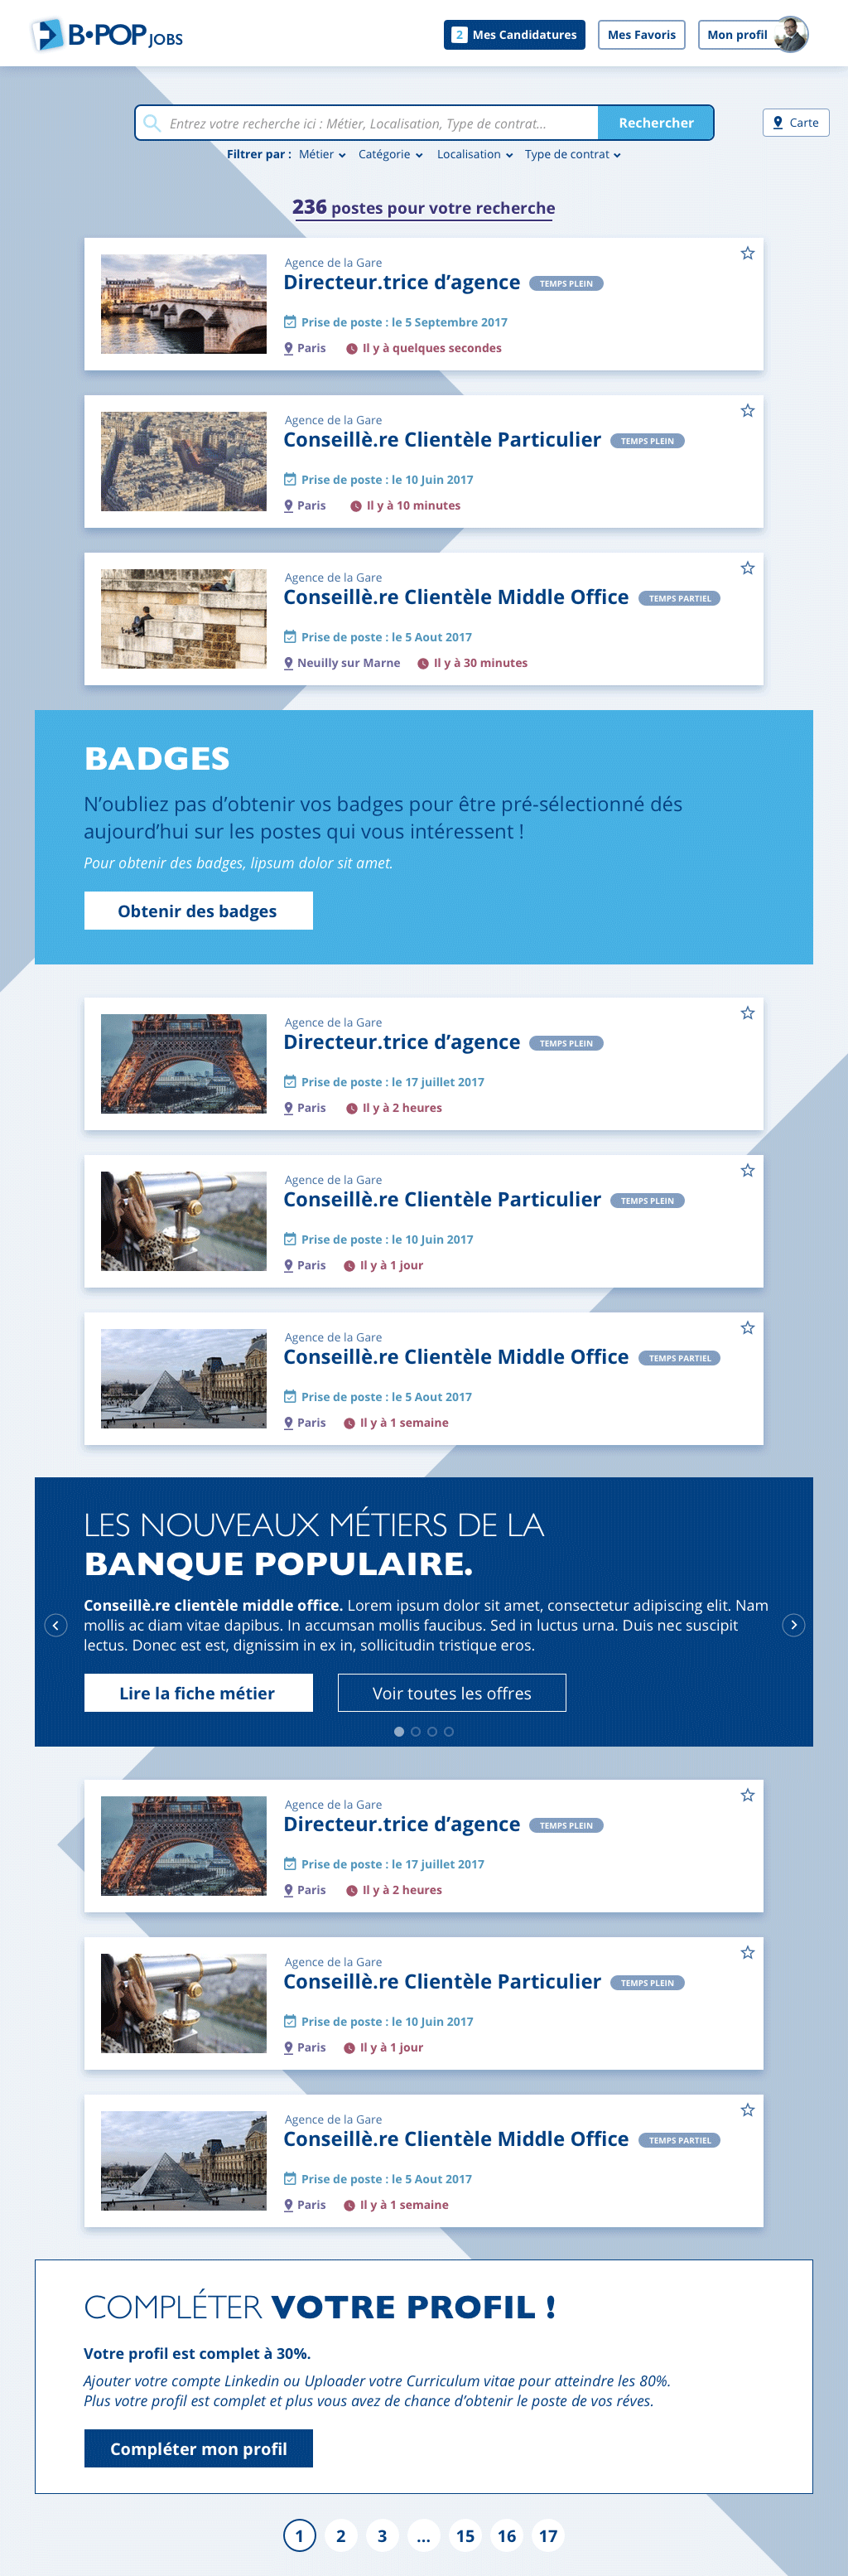 B•POP JOBS
2 Mes Candidatures
Mes Favoris
Mon profil
Entrez votre recherche ici : Métier, Localisation, Type de contrat...
Rechercher
Carte
Filtrer par : Métier Catégorie Localisation Type de contrat
236 postes pour votre recherche
Agence de la Gare
Directeur.trice d’agence TEMPS PLEIN
Prise de poste : le 5 Septembre 2017
Paris Il y à quelques secondes
Agence de la Gare
Conseillè.re Clientèle Particulier TEMPS PLEIN
Prise de poste : le 10 Juin 2017
Paris Il y à 10 minutes
Agence de la Gare
Conseillè.re Clientèle Middle Office TEMPS PARTIEL
Prise de poste : le 5 Aout 2017
Neuilly sur Marne Il y à 30 minutes
BADGES
N’oubliez pas d’obtenir vos badges pour être pré-sélectionné dés
aujourd’hui sur les postes qui vous intéressent !
Pour obtenir des badges, lipsum dolor sit amet.
Obtenir des badges
Agence de la Gare
Directeur.trice d’agence TEMPS PLEIN
Prise de poste : le 17 juillet 2017
Paris Il y à 2 heures
Agence de la Gare
Conseillè.re Clientèle Particulier TEMPS PLEIN
Prise de poste : le 10 Juin 2017
Paris Il y à 1 jour
Agence de la Gare
Conseillè.re Clientèle Middle Office TEMPS PARTIEL
Prise de poste : le 5 Aout 2017
Paris Il y à 1 semaine
LES NOUVEAUX MÉTIERS DE LA
BANQUE POPULAIRE.
Conseillè.re clientèle middle office. Lorem ipsum dolor sit amet, consectetur adipiscing elit. Nam
mollis ac diam vitae dapibus. In accumsan mollis faucibus. Sed in luctus urna. Duis nec suscipit
lectus. Donec est est, dignissim in ex in, sollicitudin tristique eros.
Lire la fiche métier
Voir toutes les offres
Agence de la Gare
Directeur.trice d’agence TEMPS PLEIN
Prise de poste : le 17 juillet 2017
Paris Il y à 2 heures
Agence de la Gare
Conseillè.re Clientèle Particulier TEMPS PLEIN
Prise de poste : le 10 Juin 2017
Paris Il y à 1 jour
Agence de la Gare
Conseillè.re Clientèle Middle Office TEMPS PARTIEL
Prise de poste : le 5 Aout 2017
Paris Il y à 1 semaine
COMPLÉTER VOTRE PROFIL !
Votre profil est complet à 30%.
Ajouter votre compte Linkedin ou Uploader votre Curriculum vitae pour atteindre les 80%.
Plus votre profil est complet et plus vous avez de chance d’obtenir le poste de vos réves.
Compléter mon profil
1 2 3 ... 15 16 17